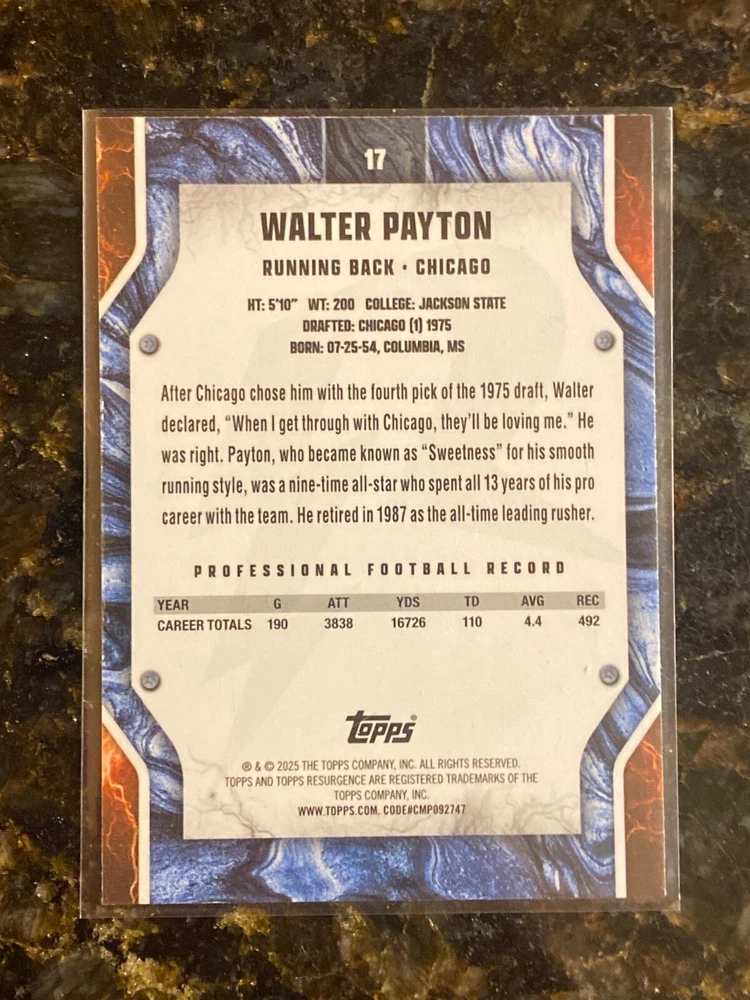 17
WALTER PAYTON
RUNNING BACK • CHICAGO
HT: 5'10" WT: 200 COLLEGE: JACKSON STATE
DRAFTED: CHICAGO (1) 1975
BORN: 07-25-54, COLUMBIA, MS
After Chicago chose him with the fourth pick of the 1975 draft, Walter
declared, “When I get through with Chicago, they’ll be loving me.” He
was right. Payton, who became known as “Sweetness” for his smooth
running style, was a nine-time all-star who spent all 13 years of his pro
career with the team. He retired in 1987 as the all-time leading rusher.
PROFESSIONAL FOOTBALL RECORD
YEAR G ATT YDS TD AVG REC
CAREER TOTALS 190 3838 16726 110 4.4 492
TOPPS®
® & © 2025 THE TOPPS COMPANY, INC. ALL RIGHTS RESERVED.
TOPPS AND TOPPS RESURGENCE ARE REGISTERED TRADEMARKS OF THE
TOPPS COMPANY, INC.
WWW.TOPPS.COM. CODE#CMP092747